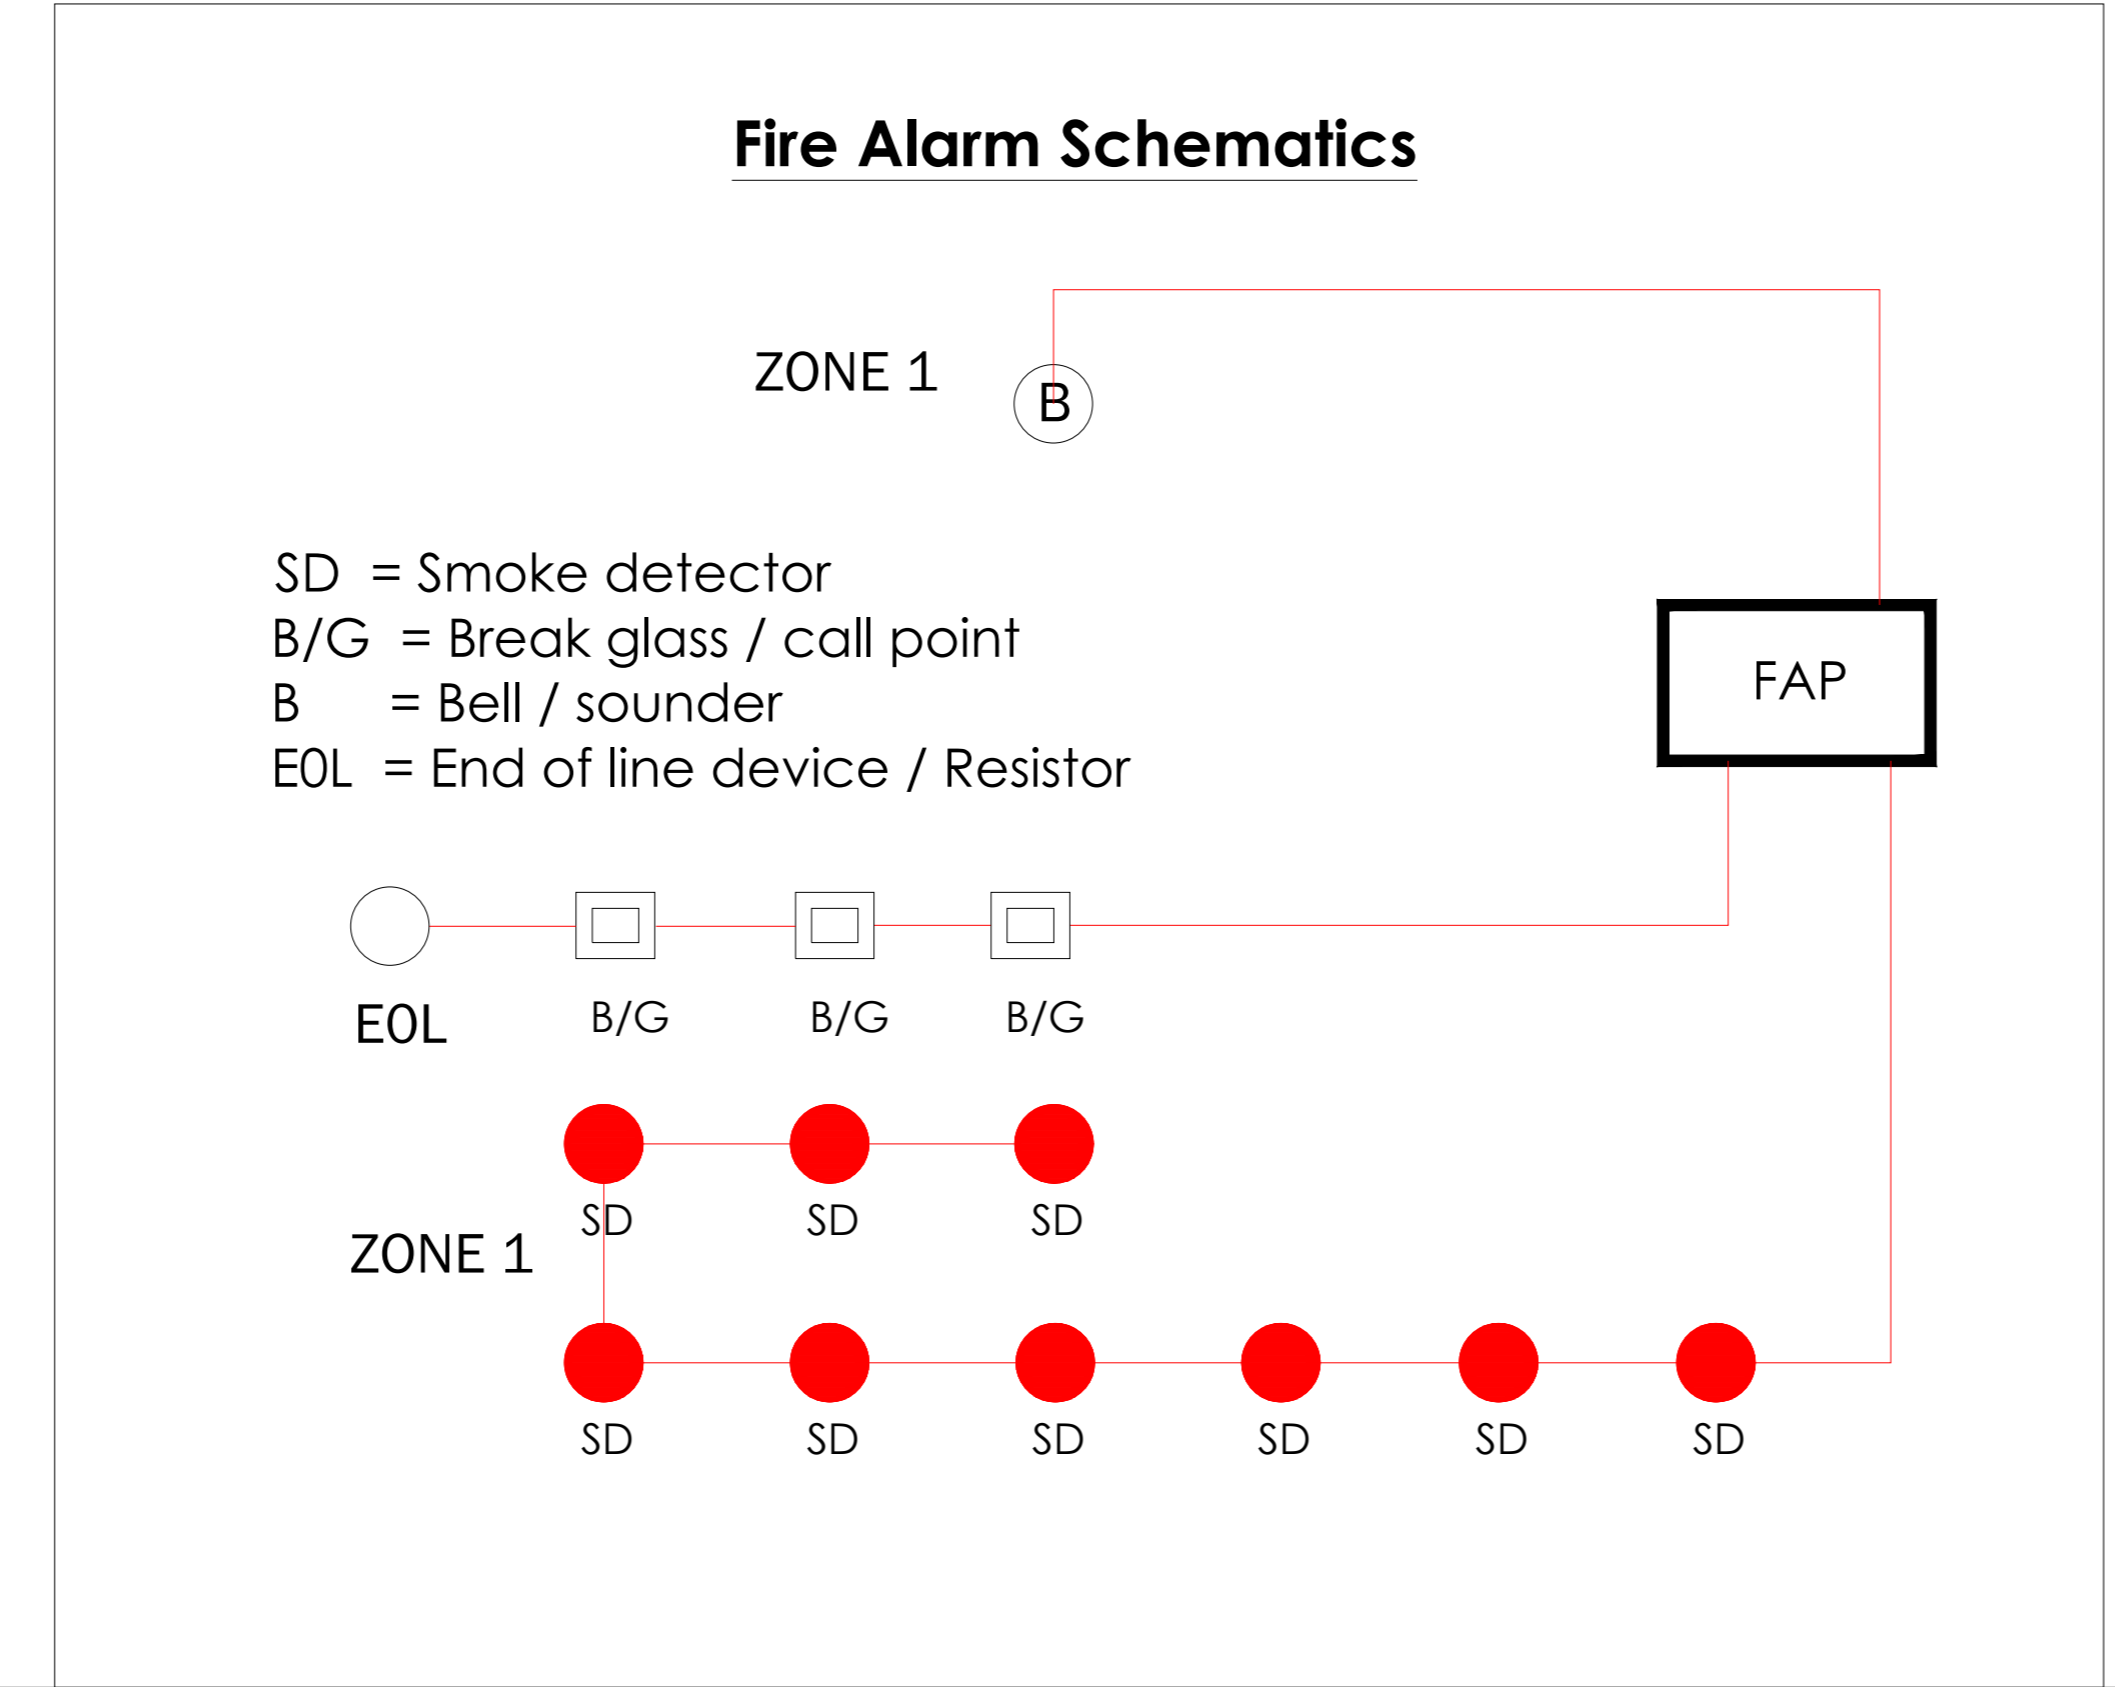 Fire Alarm Schematics
ZONE 1
B
SD = Smoke detector
B/G = Break glass / call point
B = Bell / sounder
E0L = End of line device / Resistor
FAP
E0L
B/G
B/G
B/G
SD
SD
SD
ZONE 1
SD
SD
SD
SD
SD
SD